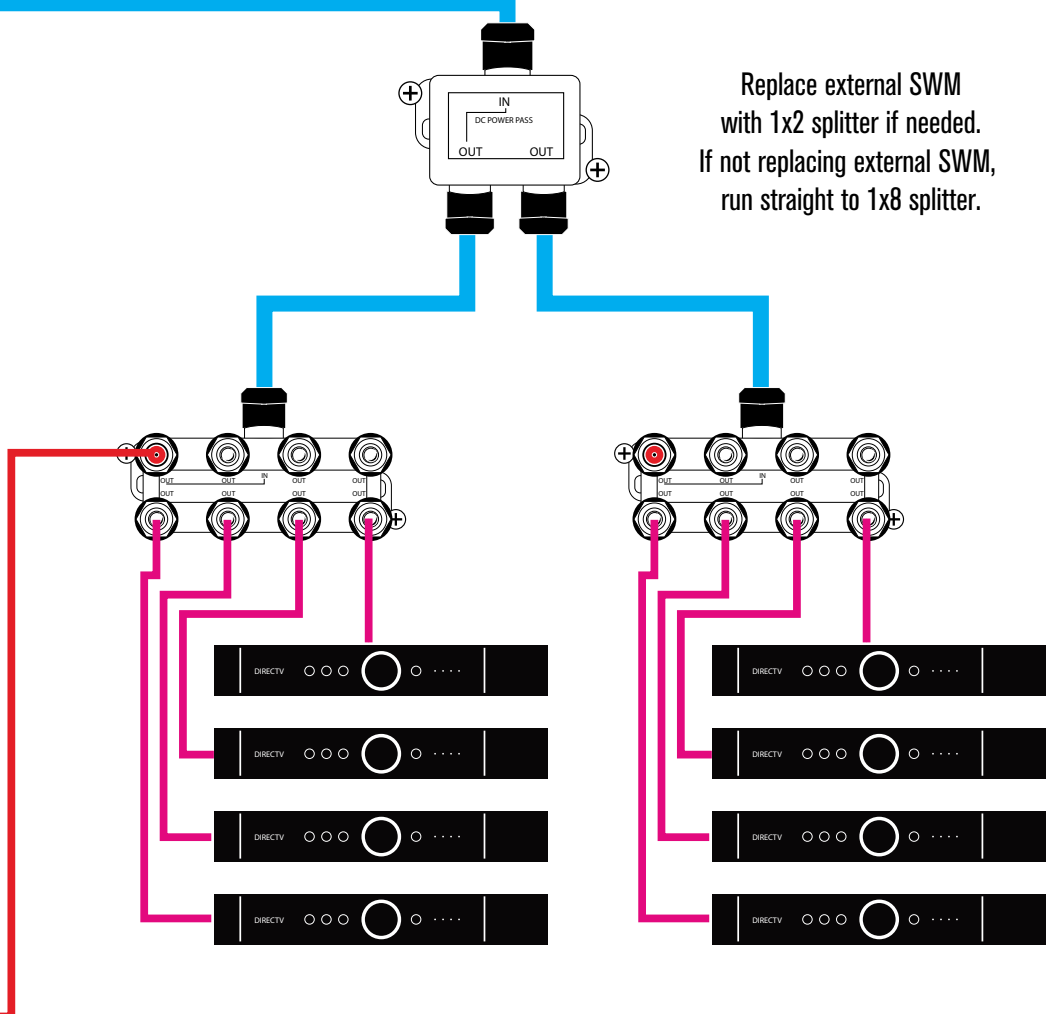 IN
DC POWER PASS
OUT OUT
Replace external SWM
with 1x2 splitter if needed.
If not replacing external SWM,
run straight to 1x8 splitter.
IN
OUT OUT OUT OUT
OUT OUT OUT OUT
IN
OUT OUT OUT OUT
OUT OUT OUT OUT
DIRECTV
DIRECTV
DIRECTV
DIRECTV
DIRECTV
DIRECTV
DIRECTV
DIRECTV